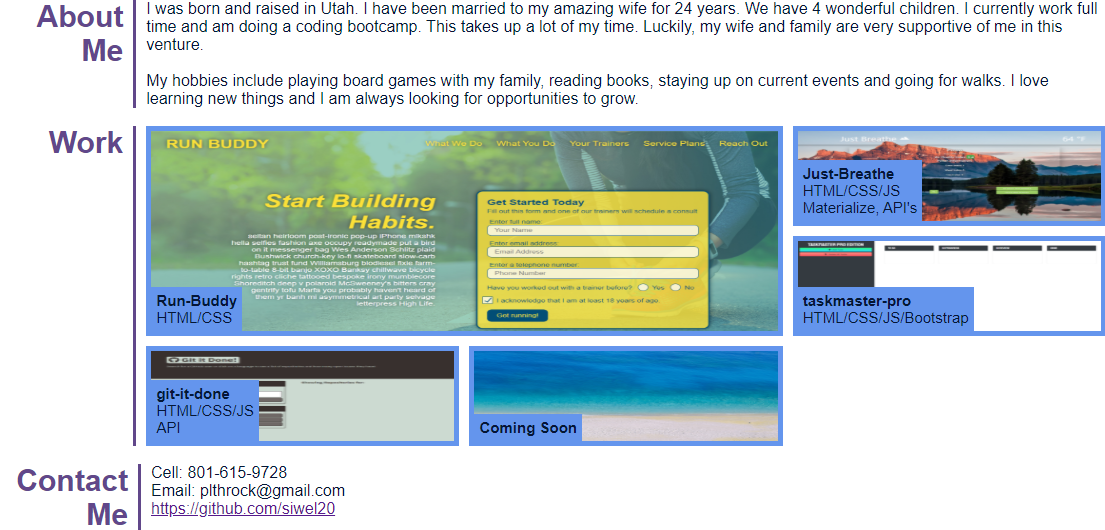 About
Me
I was born and raised in Utah. I have been married to my amazing wife for 24 years. We have 4 wonderful children. I currently work full
time and am doing a coding bootcamp. This takes up a lot of my time. Luckily, my wife and family are very supportive of me in this
venture.
My hobbies include playing board games with my family, reading books, staying up on current events and going for walks. I love
learning new things and I am always looking for opportunities to grow.
Work
RUN BUDDY
What We Do What You Do Your Trainers Service Plans Reach Out
Start Building
Habits.
seitan heirloom post-ironic pop-up iPhone mlkshk
hella selfies fashion axe occupy readymade put a bird
on it messenger bag Wes Anderson Schlitz plaid
Bushwick church-key lo-fi skateboard slow-carb
hashtag trust fund Williamsburg biodiesel fixie farm-
to-table 8-bit banjo XOXO Banksy chillwave bicycle
rights retro cliche tattooed bespoke irony mumblecore
Shoreditch deep v polaroid McSweeney's bitters cray
gentrify tofu Marfa you probably haven't heard of
them yr banh mi asymmetrical art party selvage
letterpress High Life.
Get Started Today
Fill out this form and one of our trainers will schedule a consult
Enter full name:
Your Name
Enter email address:
Email Address
Enter a telephone number:
Phone Number
Have you worked out with a trainer before? Yes No
I acknowledge that I am at least 18 years of age.
Get running!
Run-Buddy
HTML/CSS
Just Breathe
64 °F
Just-Breathe
HTML/CSS/JS
Materialize, API's
TASKMASTER PRO EDITION
taskmaster-pro
HTML/CSS/JS/Bootstrap
Git it Done!
git-it-done
HTML/CSS/JS
API
Coming Soon
Contact
Me
Cell: 801-615-9728
Email: plthrock@gmail.com
https://github.com/siwel20